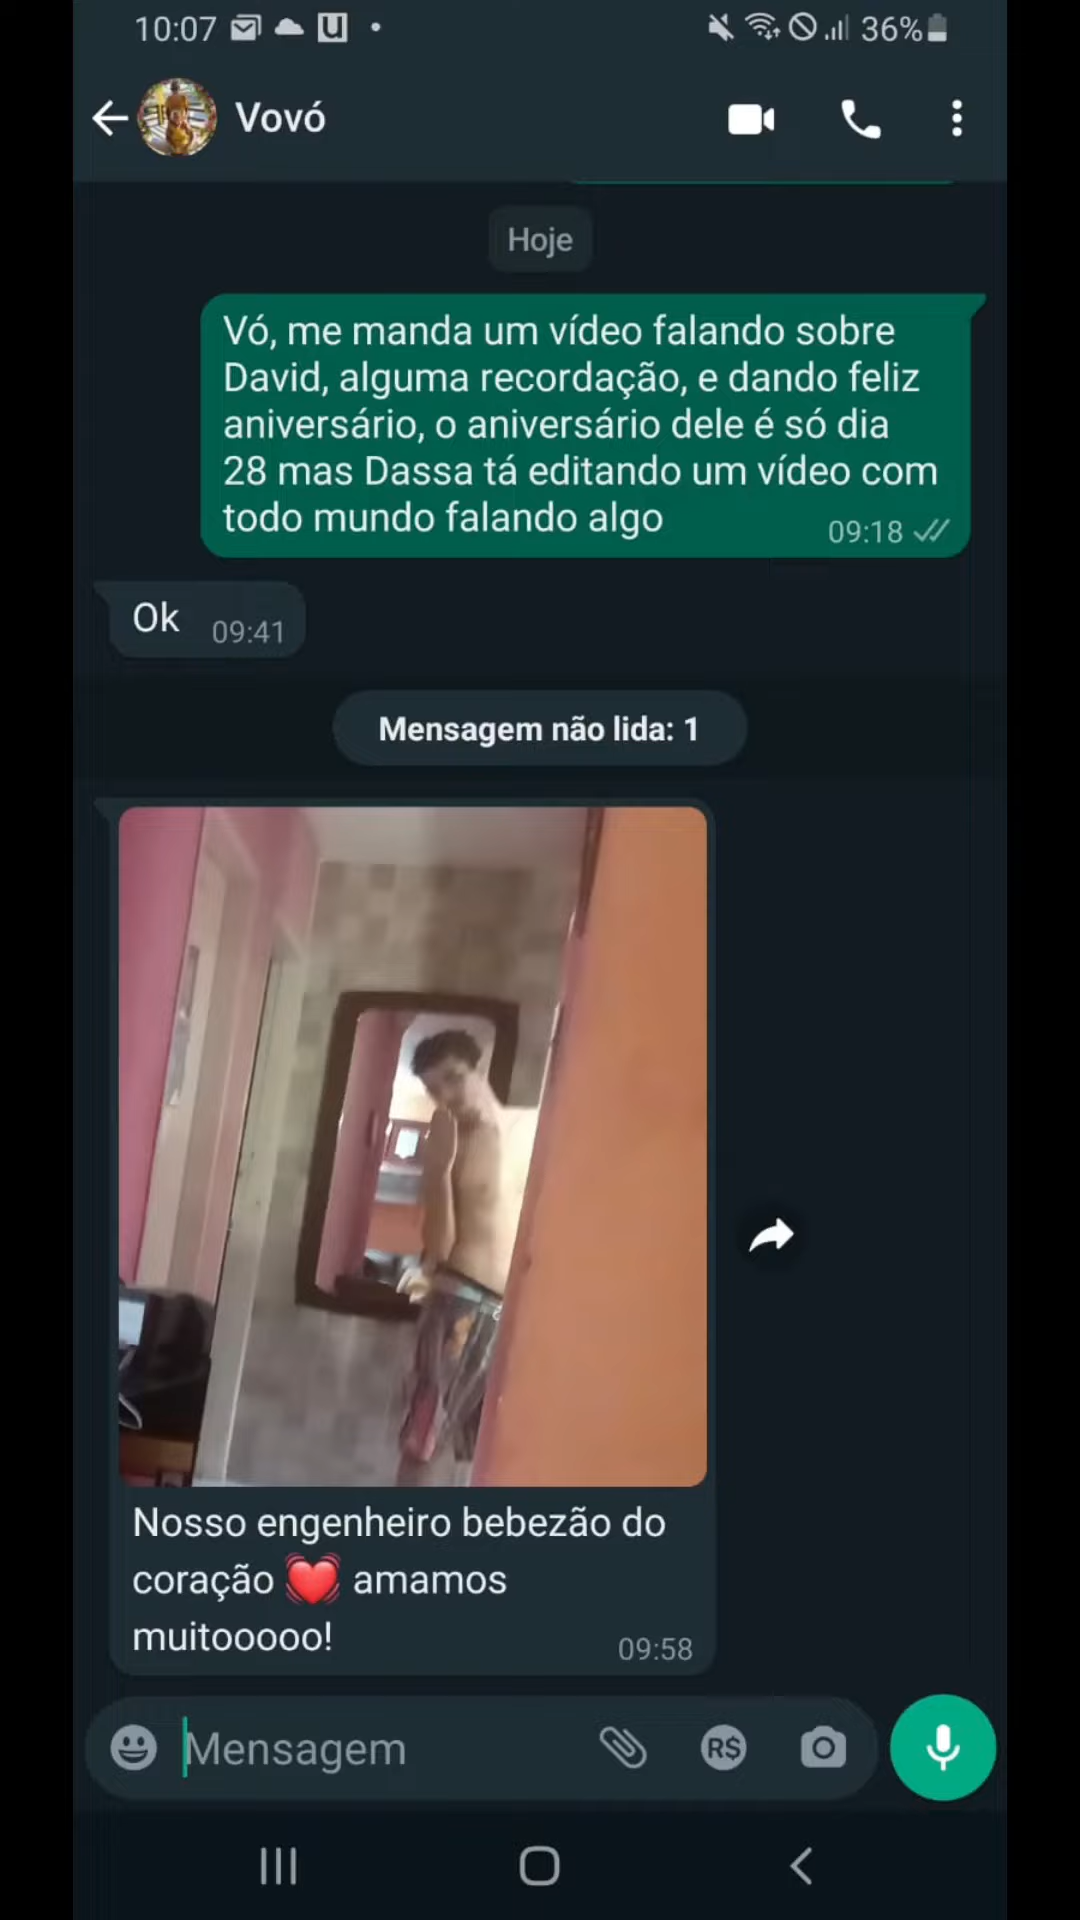 10:07
36%
Vovó
Hoje
Vó, me manda um vídeo falando sobre
David, alguma recordação, e dando feliz
aniversário, o aniversário dele é só dia
28 mas Dassa tá editando um vídeo com
todo mundo falando algo
09:18
Ok
09:41
Mensagem não lida: 1
Nosso engenheiro bebezão do
coração 💓 amamos
muitooooo!
09:58
Mensagem
R$